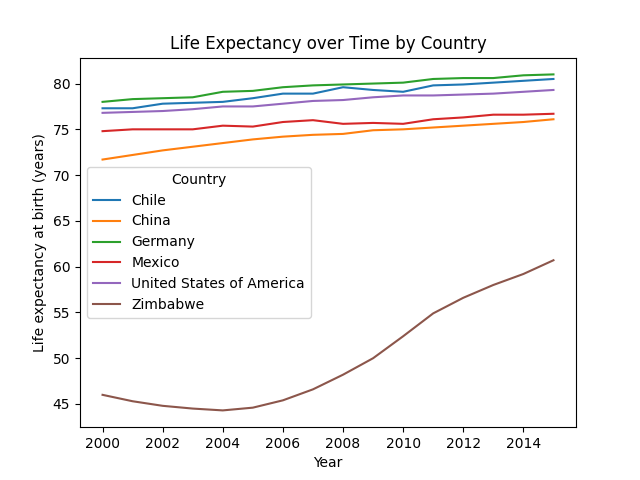 Life Expectancy over Time by Country
Life expectancy at birth (years)
80
75
70
65
60
55
50
45
Country
Chile
China
Germany
Mexico
United States of America
Zimbabwe
2000 2002 2004 2006 2008 2010 2012 2014
Year